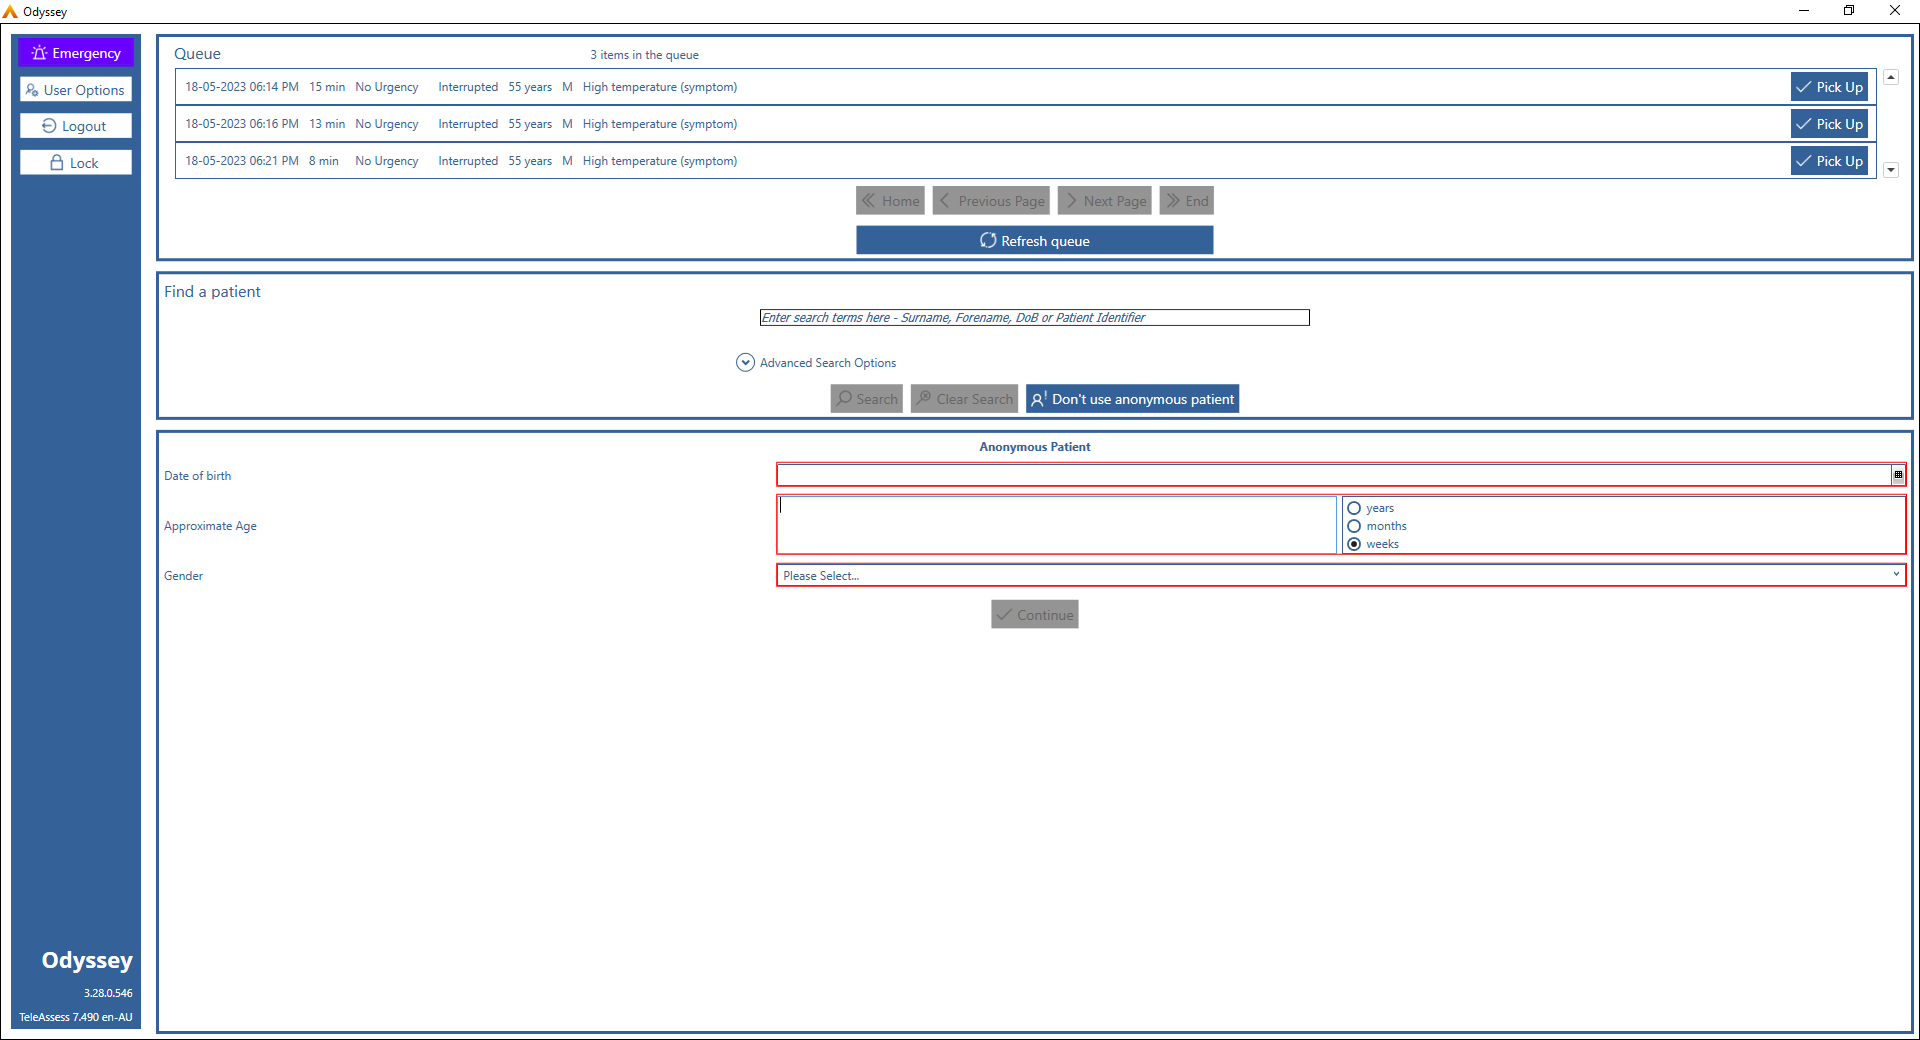 Odyssey
Emergency
User Options
Logout
Lock
Queue 3 items in the queue
18-05-2023 06:14 PM 15 min No Urgency Interrupted 55 years M High temperature (symptom) Pick Up
18-05-2023 06:16 PM 13 min No Urgency Interrupted 55 years M High temperature (symptom) Pick Up
18-05-2023 06:21 PM 8 min No Urgency Interrupted 55 years M High temperature (symptom) Pick Up
Home Previous Page Next Page End
Refresh queue
Find a patient
Enter search terms here - Surname, Forename, DoB or Patient Identifier
Advanced Search Options
Search Clear Search Don't use anonymous patient
Anonymous Patient
Date of birth
Approximate Age
years
months
weeks
Gender Please Select...
Continue
Odyssey
3.28.0.546
TeleAssess 7.490 en-AU